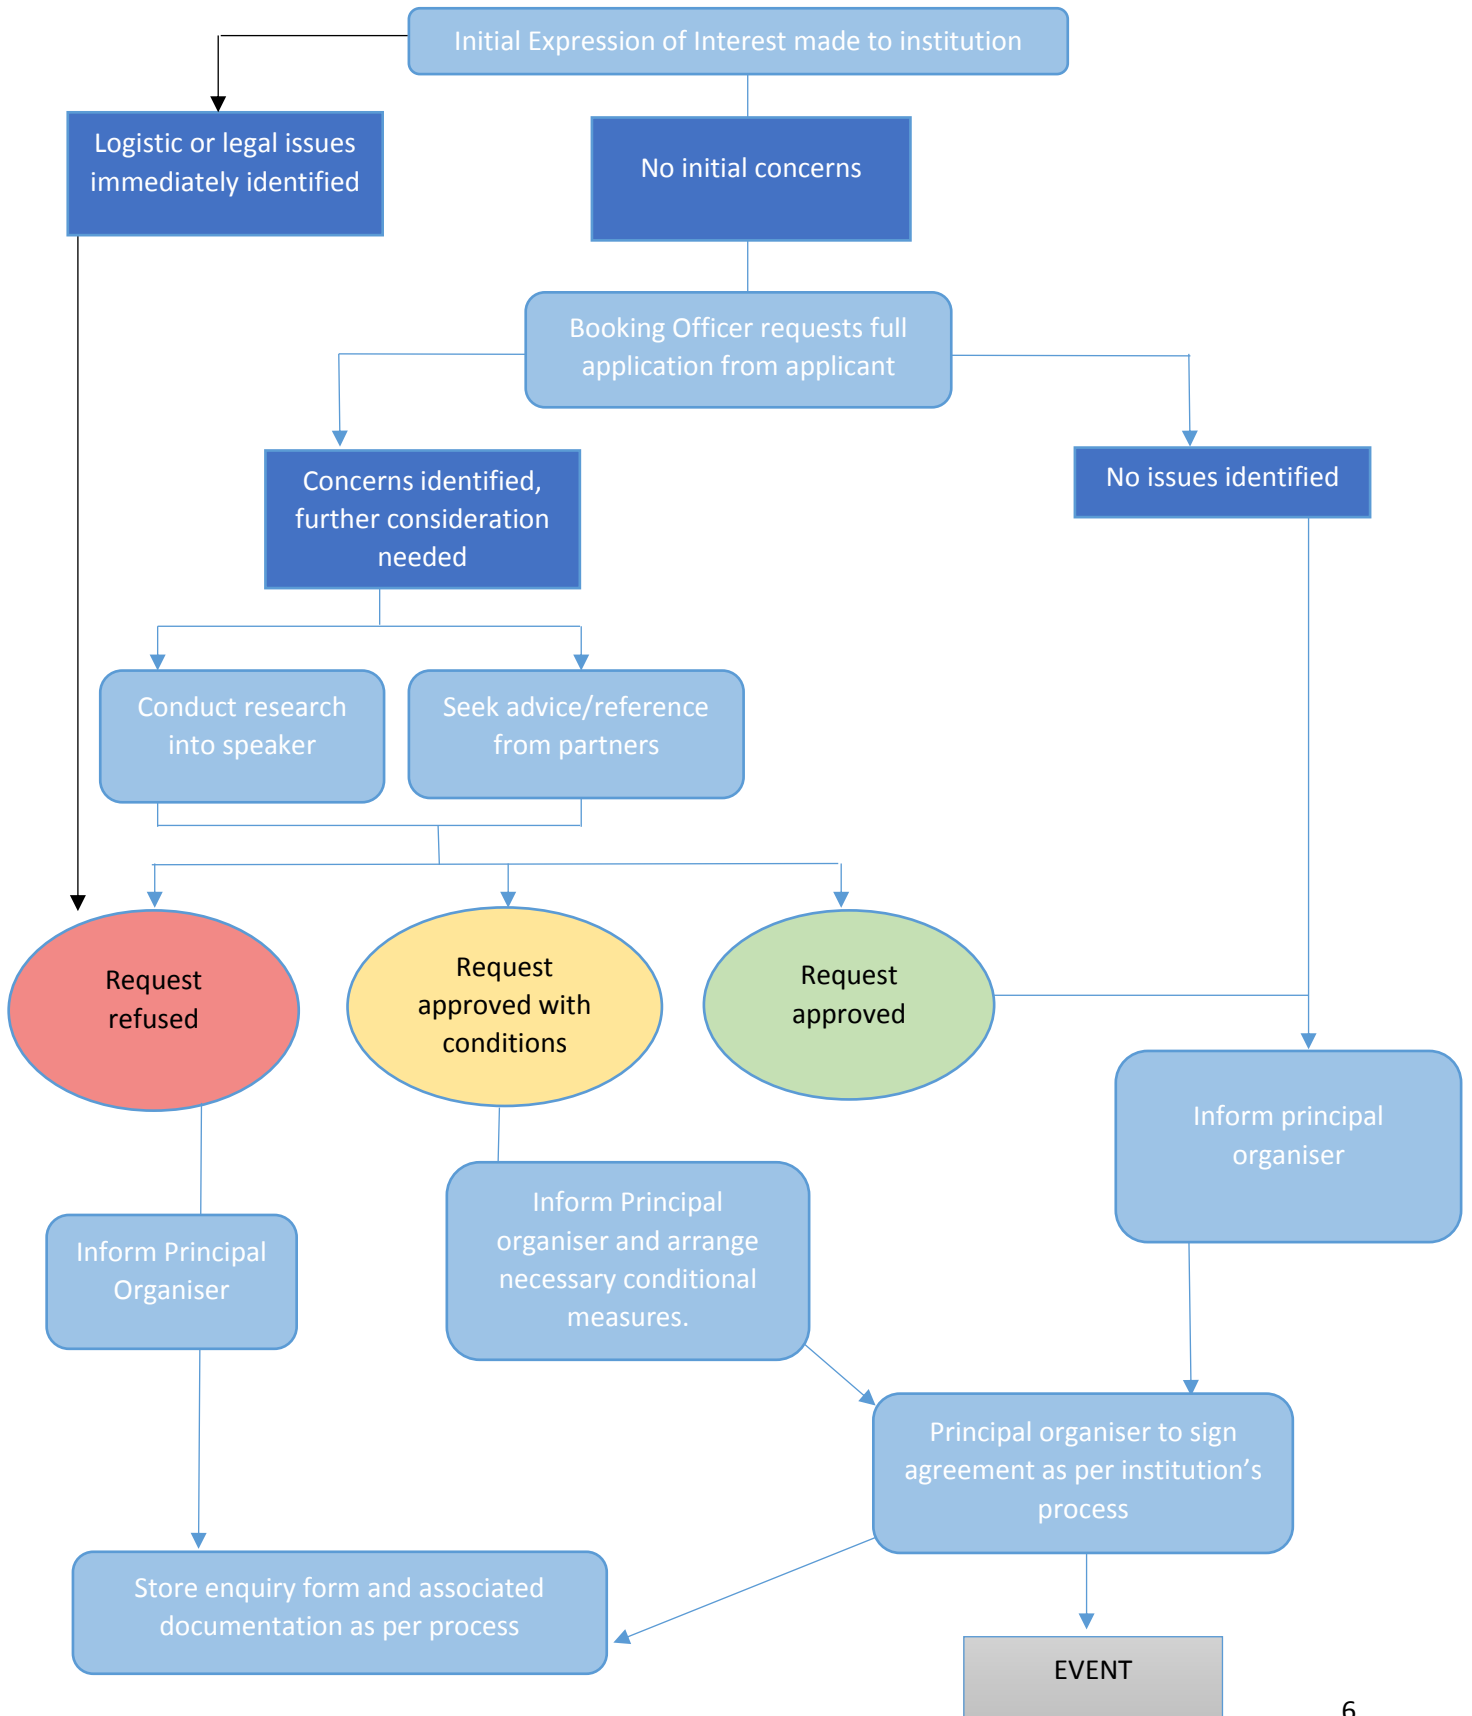 Initial Expression of Interest made to institution
Logistic or legal issues
immediately identified
No initial concerns
Booking Officer requests full
application from applicant
Concerns identified,
further consideration
needed
No issues identified
Conduct research
into speaker
Seek advice/reference
from partners
Request
refused
Request
approved with
conditions
Request
approved
Inform principal
organiser
Inform Principal
Organiser
Inform Principal
organiser and arrange
necessary conditional
measures.
Principal organiser to sign
agreement as per institution’s
process
Store enquiry form and associated
documentation as per process
EVENT
6